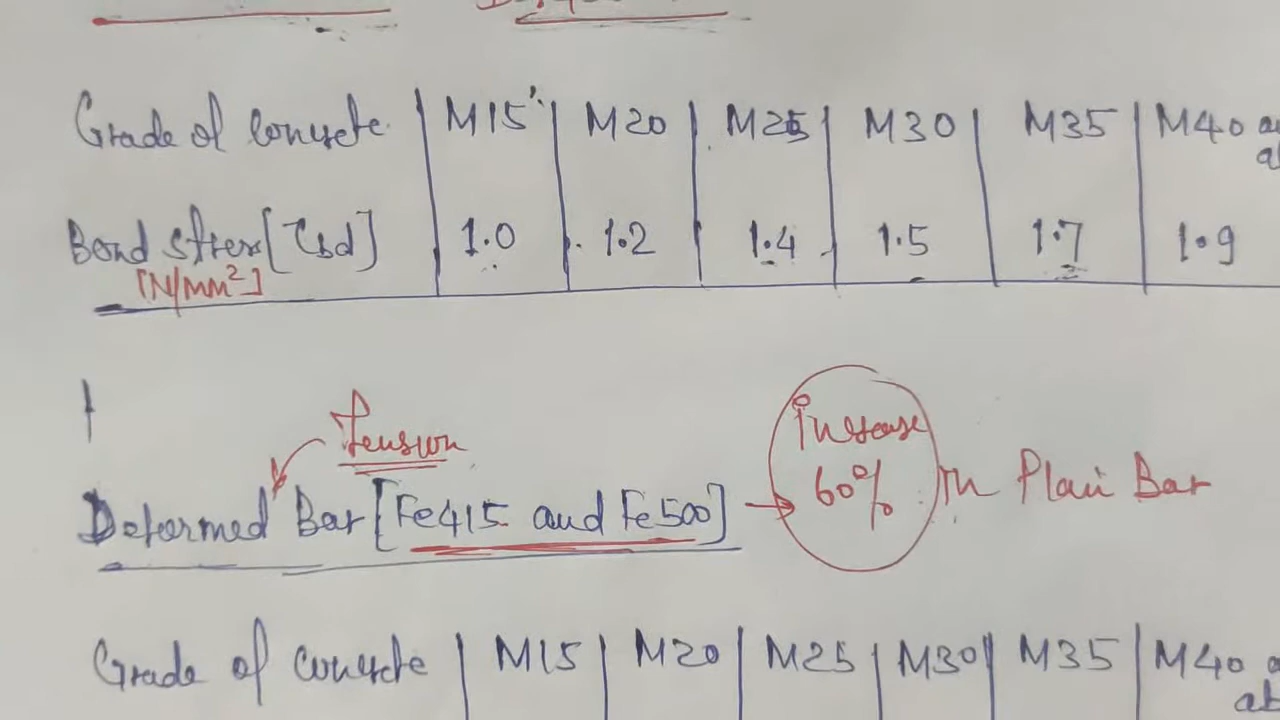 Grade of Concrete | M15 | M20 | M25 | M30 | M35 | M40
Bond Stress [τbd] | 1.0 | 1.2 | 1.4 | 1.5 | 1.7 | 1.9
[N/mm²]
Tension
Deformed Bar [Fe415 and Fe500] → Increase 60% in Plain Bar
Grade of Concrete | M15 | M20 | M25 | M30 | M35 | M40